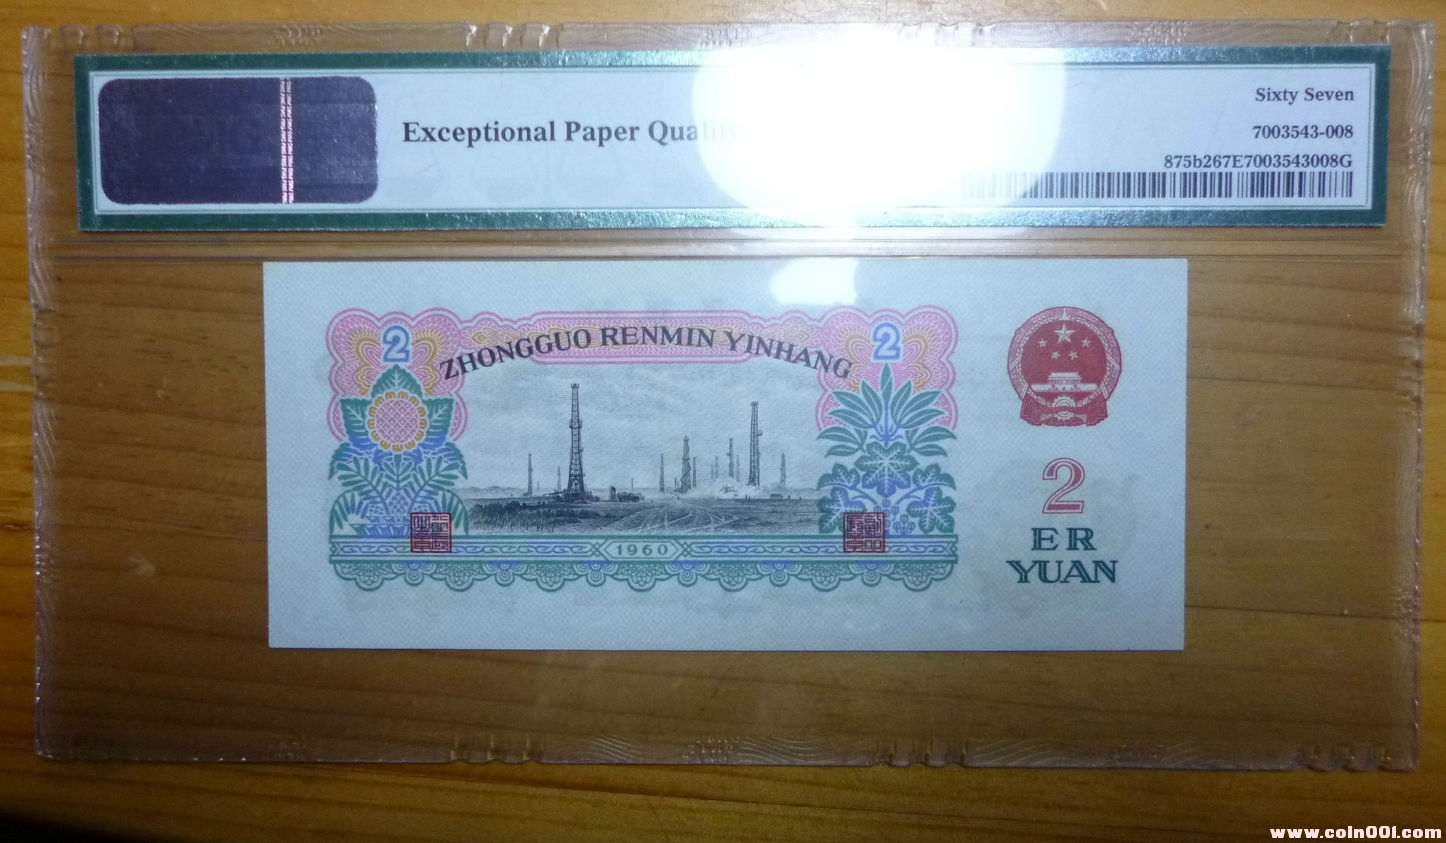 Exceptional Paper Quality
Sixty Seven
7003543-008
875b267E7003543008G
2
ZHONGGUO RENMIN YINHANG
2
2
ER
YUAN
1960
www.coin001.com